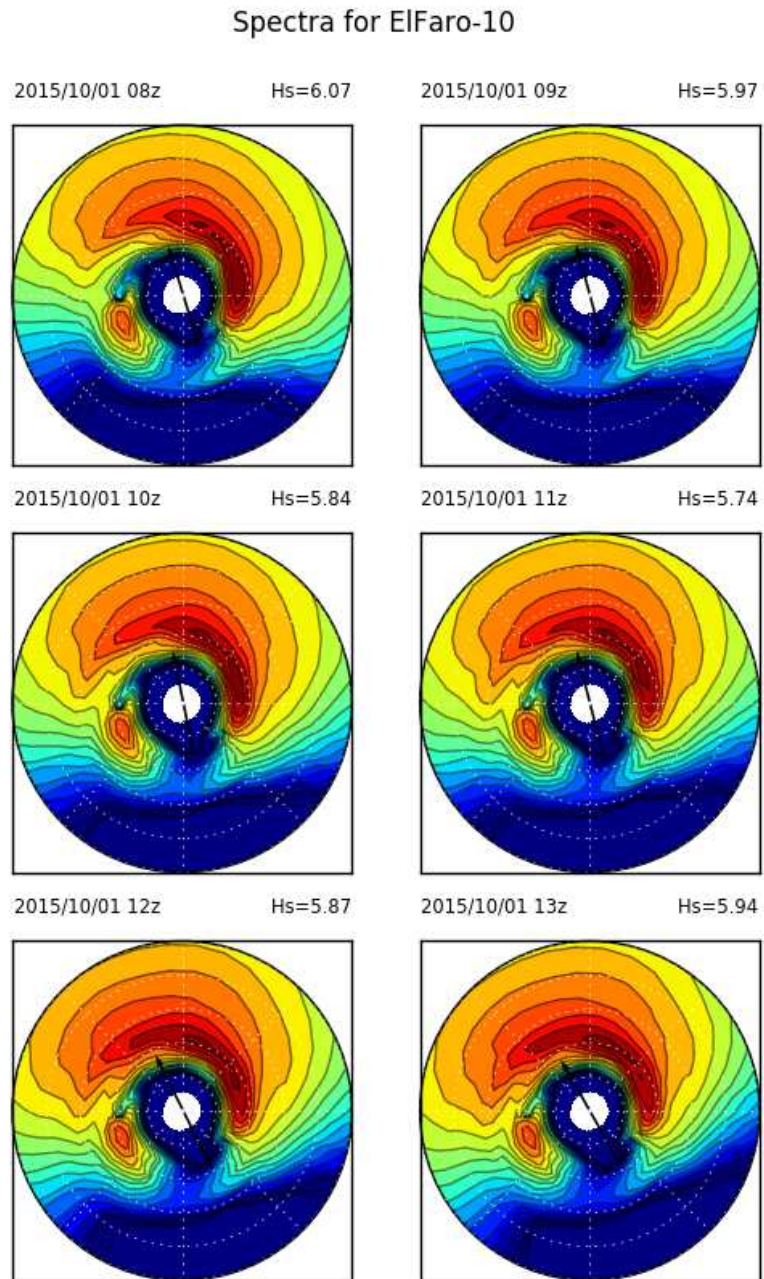 Spectra for ElFaro-10
2015/10/01 08z Hs=6.07
2015/10/01 09z Hs=5.97
2015/10/01 10z Hs=5.84
2015/10/01 11z Hs=5.74
2015/10/01 12z Hs=5.87
2015/10/01 13z Hs=5.94